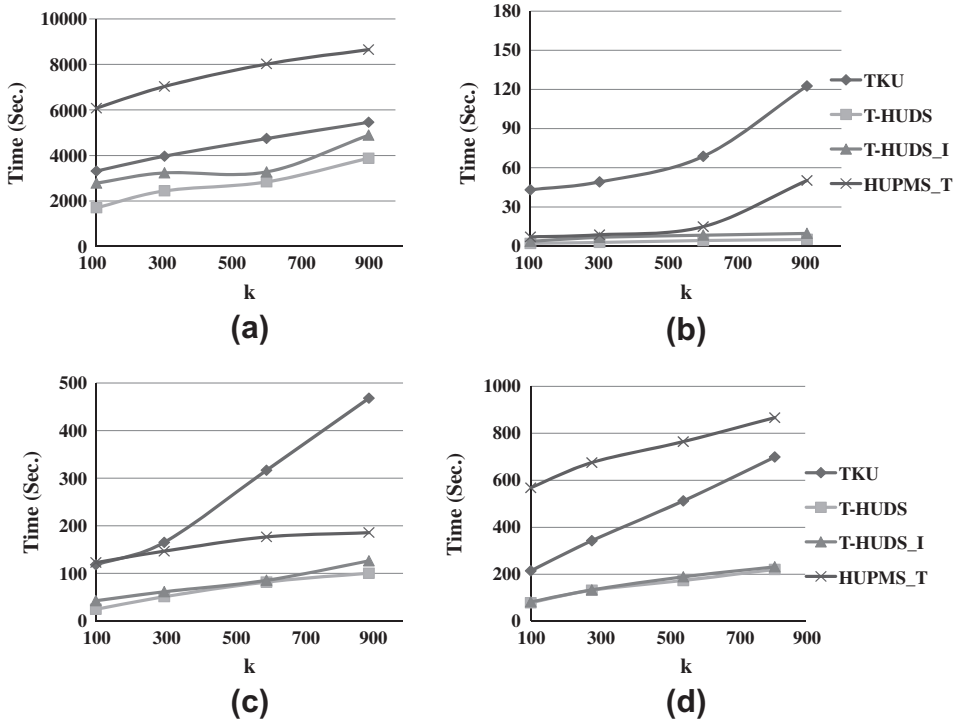 10000
8000
6000
4000
2000
0
Time (Sec.)
100 300 500 700 900
k
(a)
180
150
120
90
60
30
0
Time (Sec.)
100 300 500 700 900
k
(b)
TKU
T-HUDS
T-HUDS_I
HUPMS_T
500
400
300
200
100
0
Time (Sec.)
100 300 500 700 900
k
(c)
1000
800
600
400
200
0
Time (Sec.)
100 300 500 700 900
k
(d)
TKU
T-HUDS
T-HUDS_I
HUPMS_T